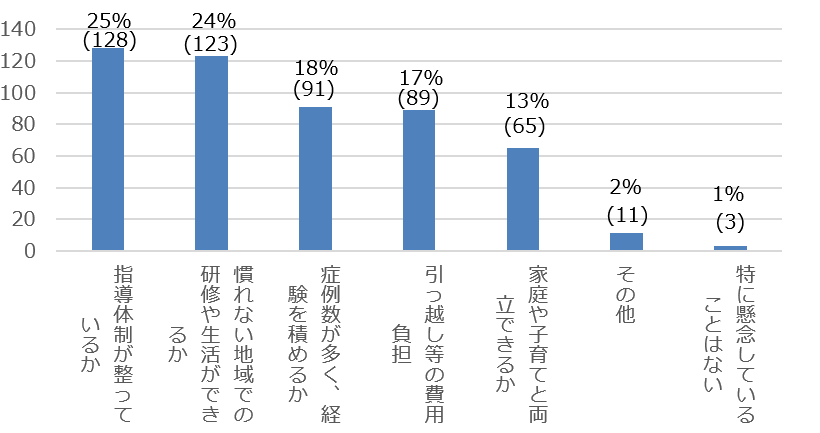 140
120
100
80
60
40
20
0
25%
(128)
24%
(123)
18%
(91)
17%
(89)
13%
(65)
2%
(11)
1%
(3)
指導体制が整って
いるか
慣れない地域での
研修や生活ができ
るか
症例数が多く、経
験を積めるか
引っ越し等の費用
負担
家庭や子育てと両
立できるか
その他
特に懸念している
ことはない